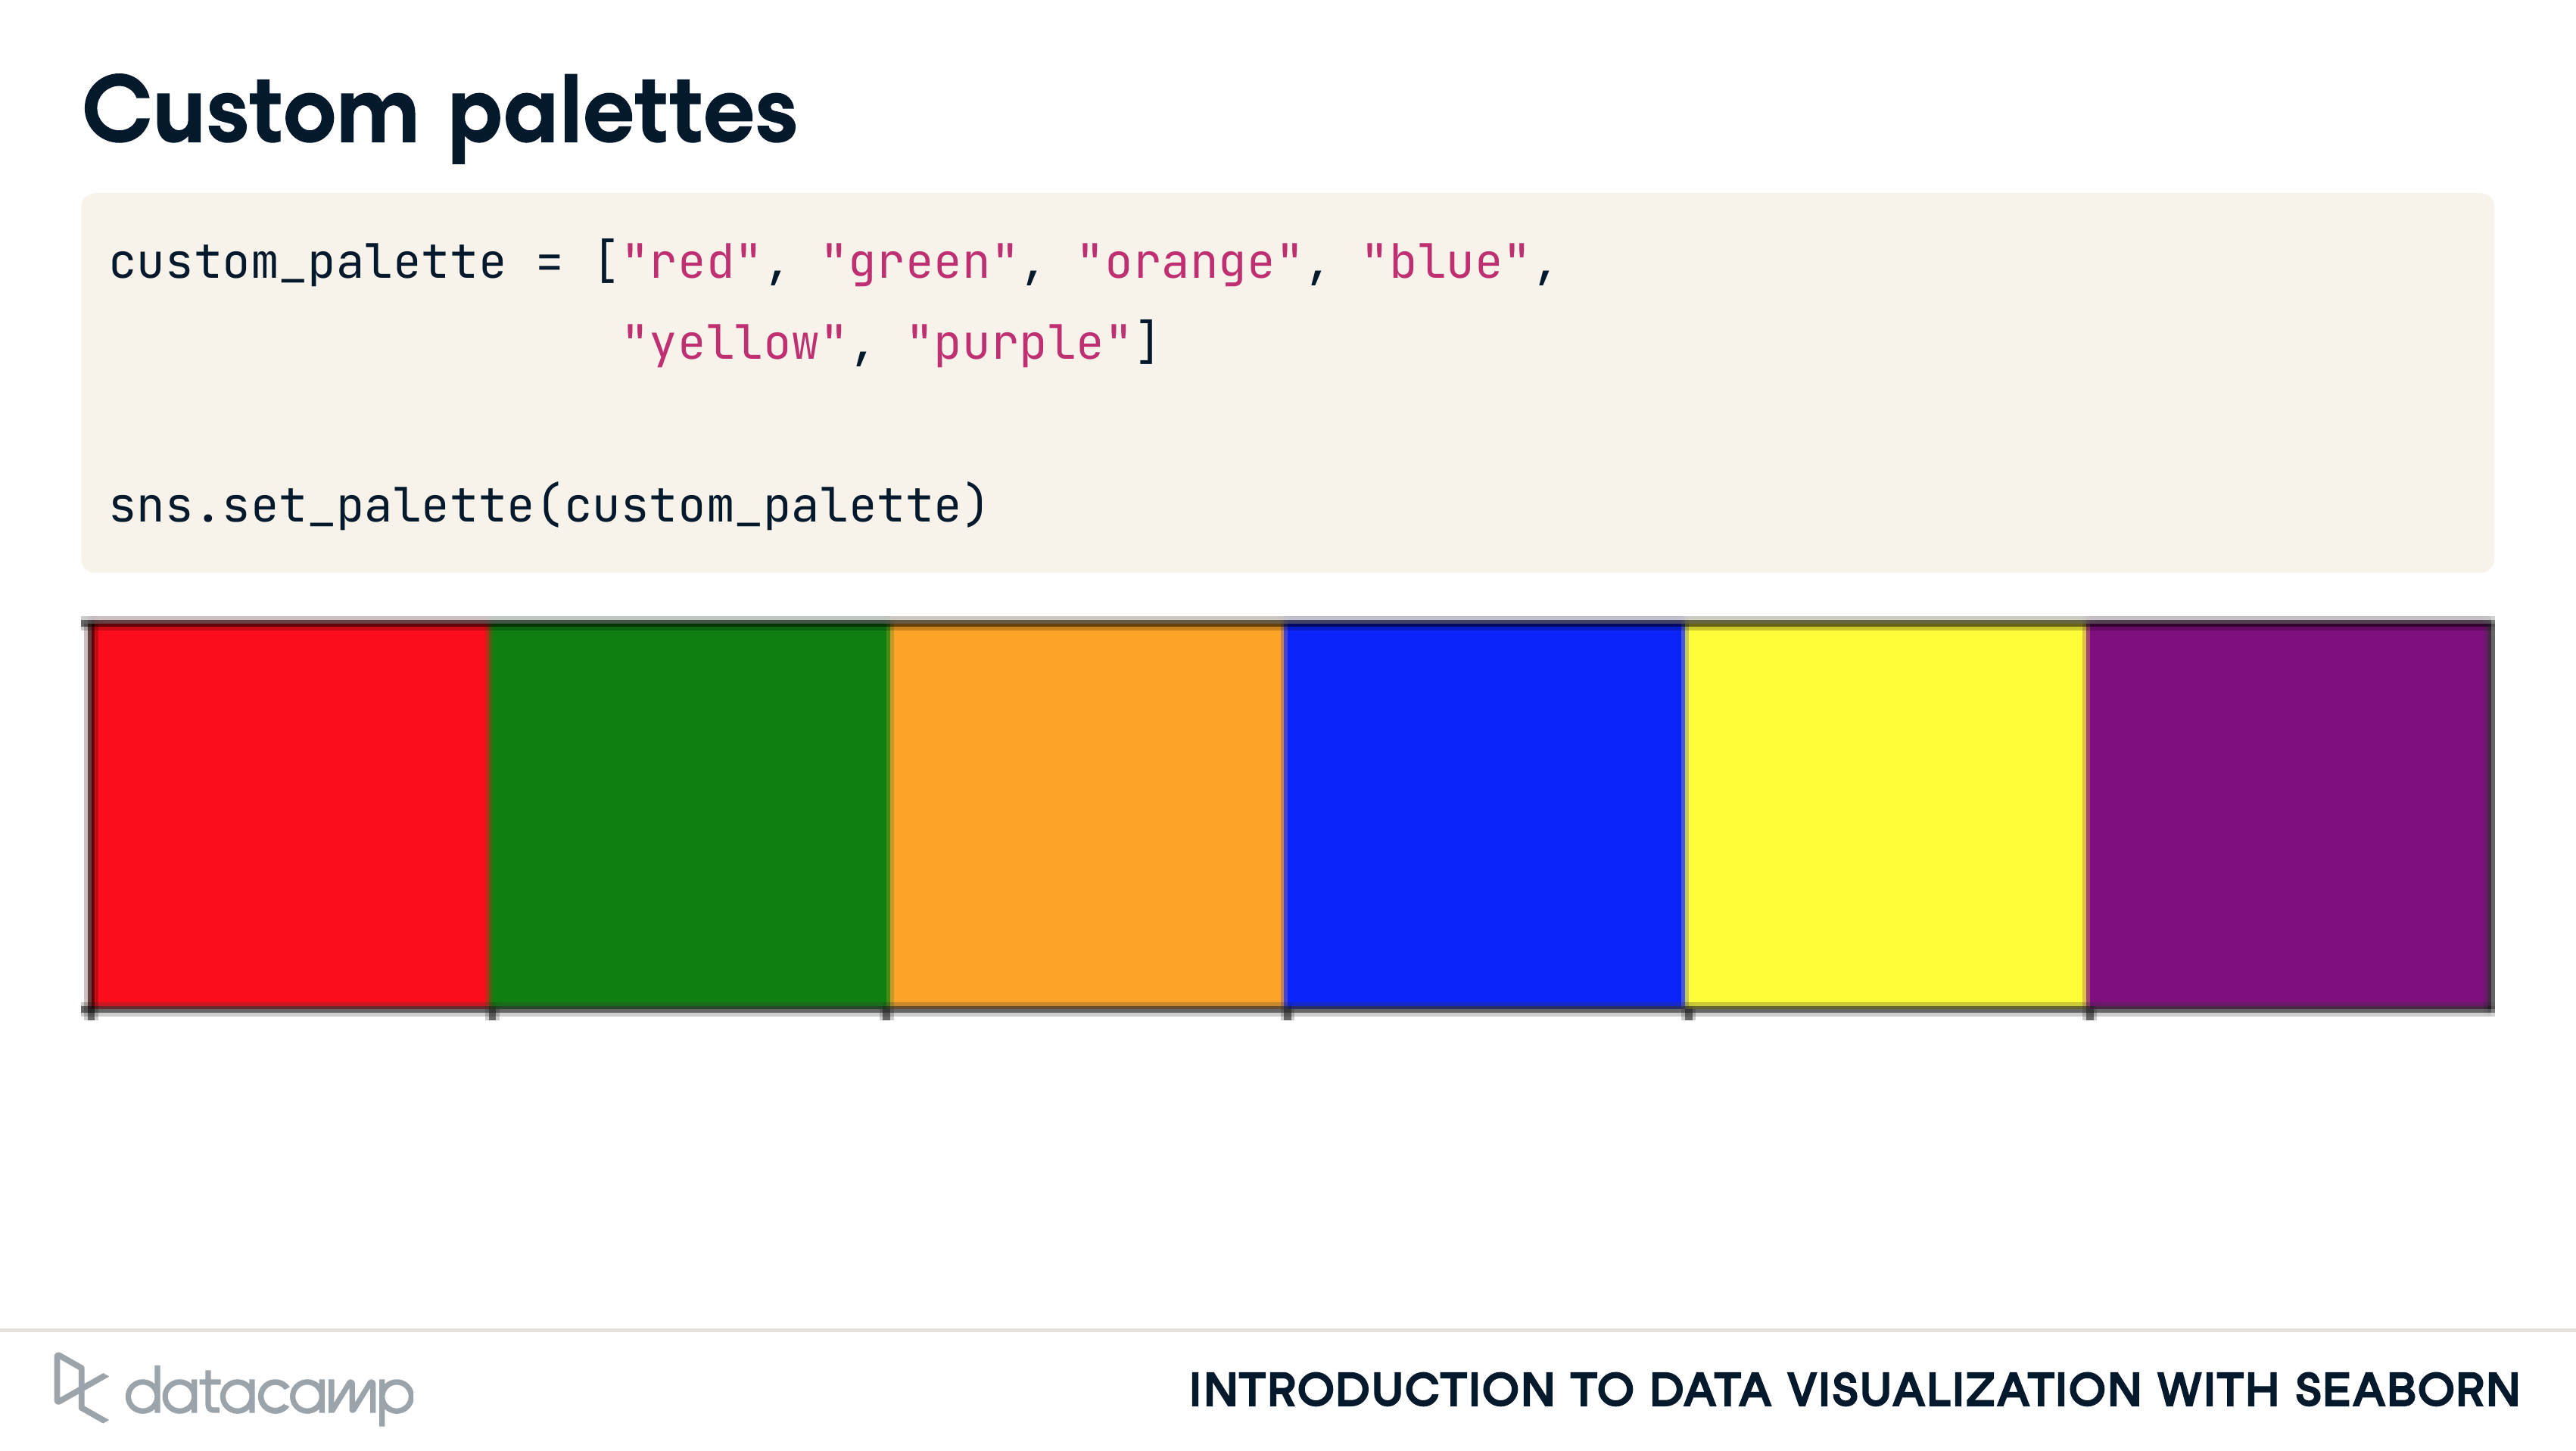 Custom palettes
custom_palette = ["red", "green", "orange", "blue",
"yellow", "purple"]
sns.set_palette(custom_palette)
datacamp
INTRODUCTION TO DATA VISUALIZATION WITH SEABORN